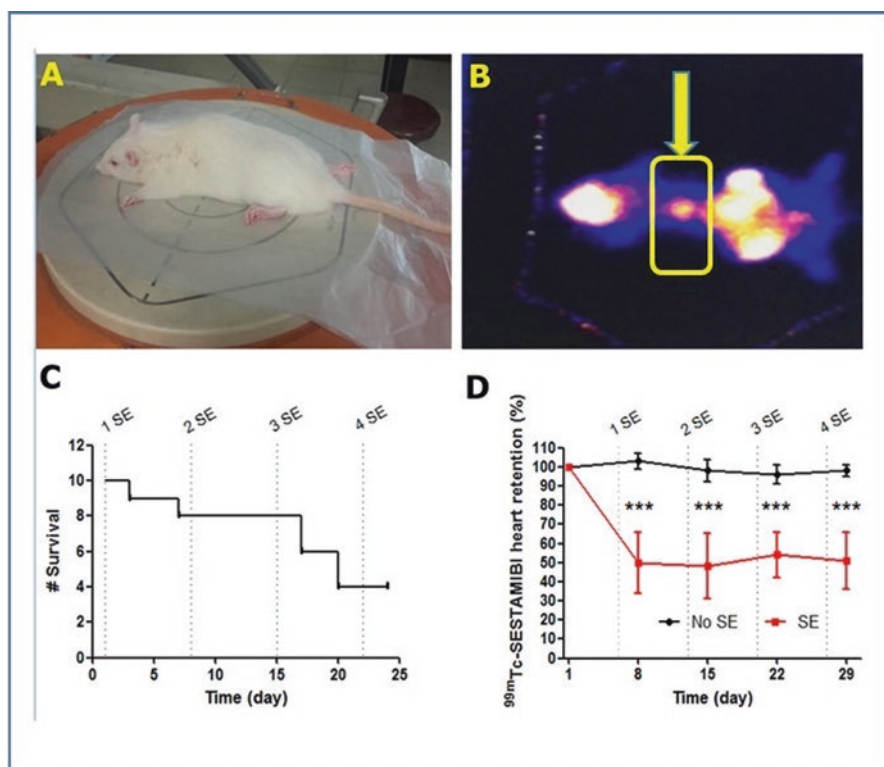 A
B
C
1 SE 2 SE 3 SE 4 SE
12
10
8
6
4
2
0
# Survival
0 5 10 15 20 25
Time (day)
D
1 SE 2 SE 3 SE 4 SE
110
100
90
80
70
60
50
40
30
20
10
0
99mTc-SESTAMIBI heart retention (%)
*** *** *** ***
No SE SE
1 8 15 22 29
Time (day)